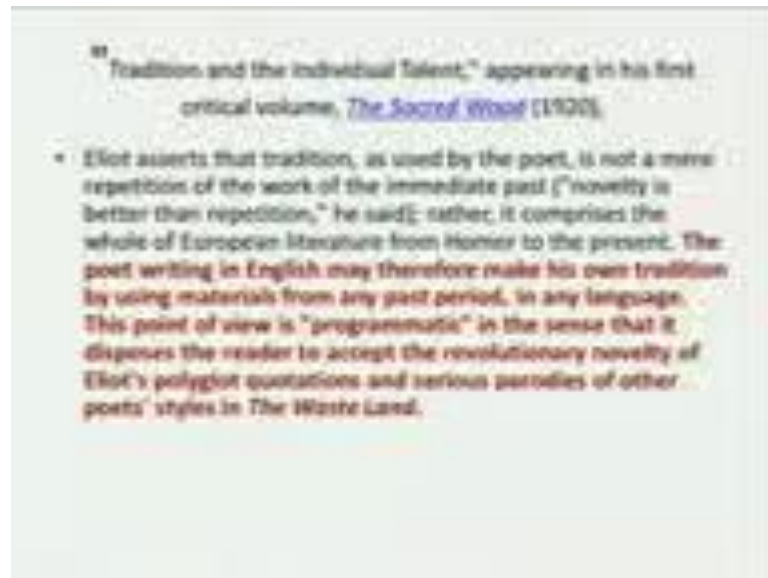 "Tradition and the Individual Talent," appearing in his first
critical volume, The Sacred Wood (1920),
• Eliot asserts that tradition, as used by the poet, is not a mere
repetition of the work of the immediate past ("novelty is
better than repetition," he said); rather, it comprises the
whole of European literature from Homer to the present. The
poet writing in English may therefore make his own tradition
by using materials from any past period, in any language.
This point of view is "programmatic" in the sense that it
disposes the reader to accept the revolutionary novelty of
Eliot's polyglot quotations and serious parodies of other
poets' styles in The Waste Land.